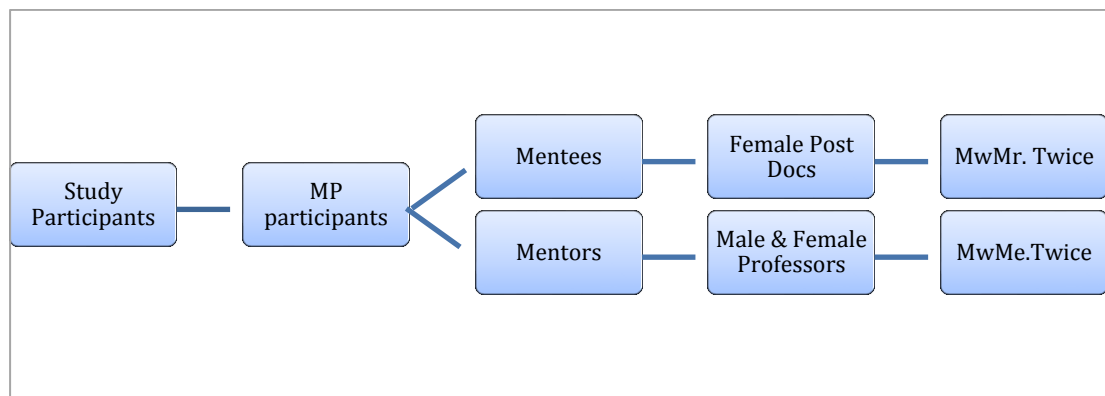 Study
Participants
MP
participants
Mentees
Female Post
Docs
MwMr. Twice
Mentors
Male & Female
Professors
MwMe.Twice